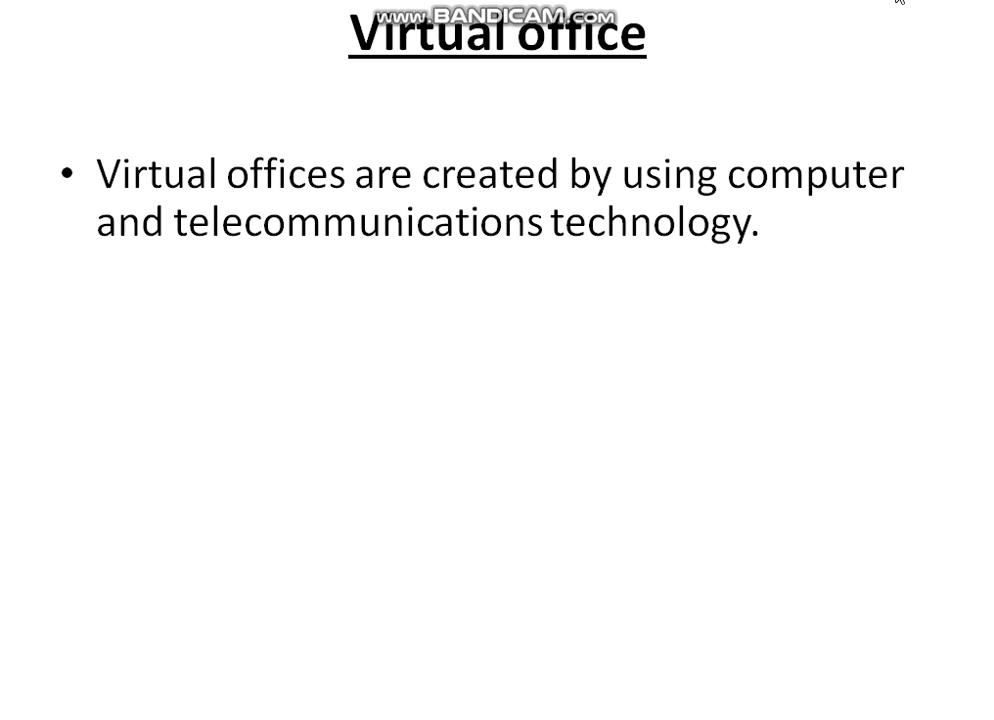 www.BANDICAM.com
Virtual office
• Virtual offices are created by using computer
and telecommunications technology.